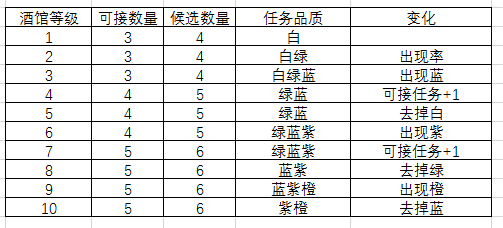 酒馆等级 可接数量 候选数量 任务品质 变化
1 3 4 白
2 3 4 白绿 出现率
3 3 4 白绿蓝 出现蓝
4 4 5 绿蓝 可接任务+1
5 4 5 绿蓝 去掉白
6 4 5 绿蓝紫 出现紫
7 5 6 绿蓝紫 可接任务+1
8 5 6 蓝紫 去掉绿
9 5 6 蓝紫橙 出现橙
10 5 6 紫橙 去掉蓝